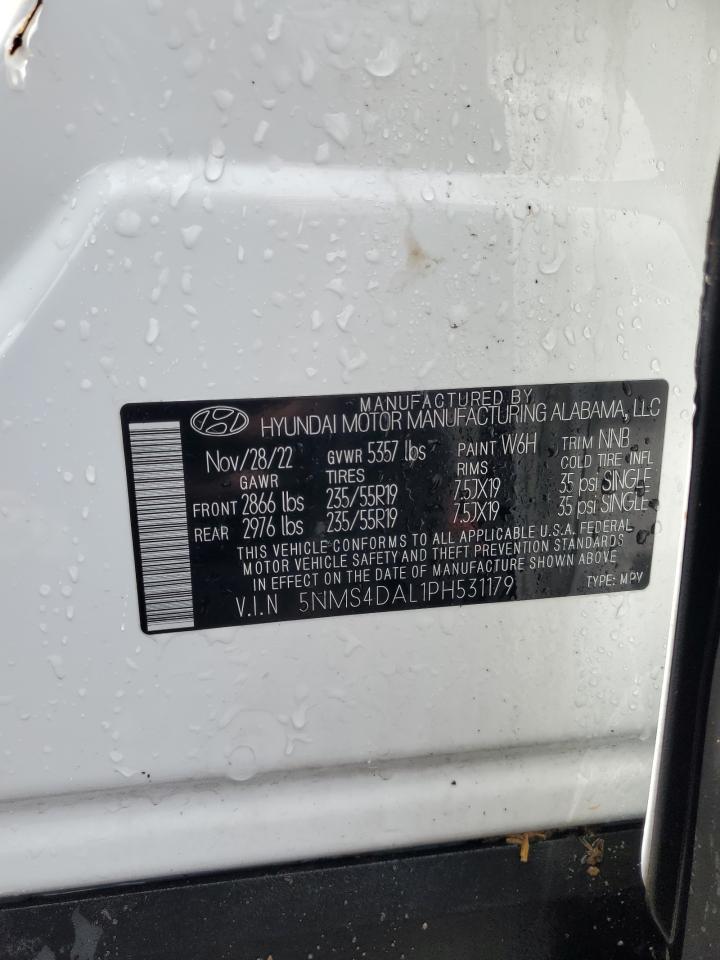 MANUFACTURED BY
HYUNDAI MOTOR MANUFACTURING ALABAMA, LLC
Nov/28/22 GVWR 5357 lbs PAINT W6H TRIM NNB
GAWR TIRES RIMS COLD TIRE INFL
FRONT 2866 lbs 235/55R19 7.5JX19 35 psi SINGLE
REAR 2976 lbs 235/55R19 7.5JX19 35 psi SINGLE
THIS VEHICLE CONFORMS TO ALL APPLICABLE U.S.A. FEDERAL
MOTOR VEHICLE SAFETY AND THEFT PREVENTION STANDARDS
IN EFFECT ON THE DATE OF MANUFACTURE SHOWN ABOVE
V.I.N 5NMS4DAL1PH531179 TYPE: MPV